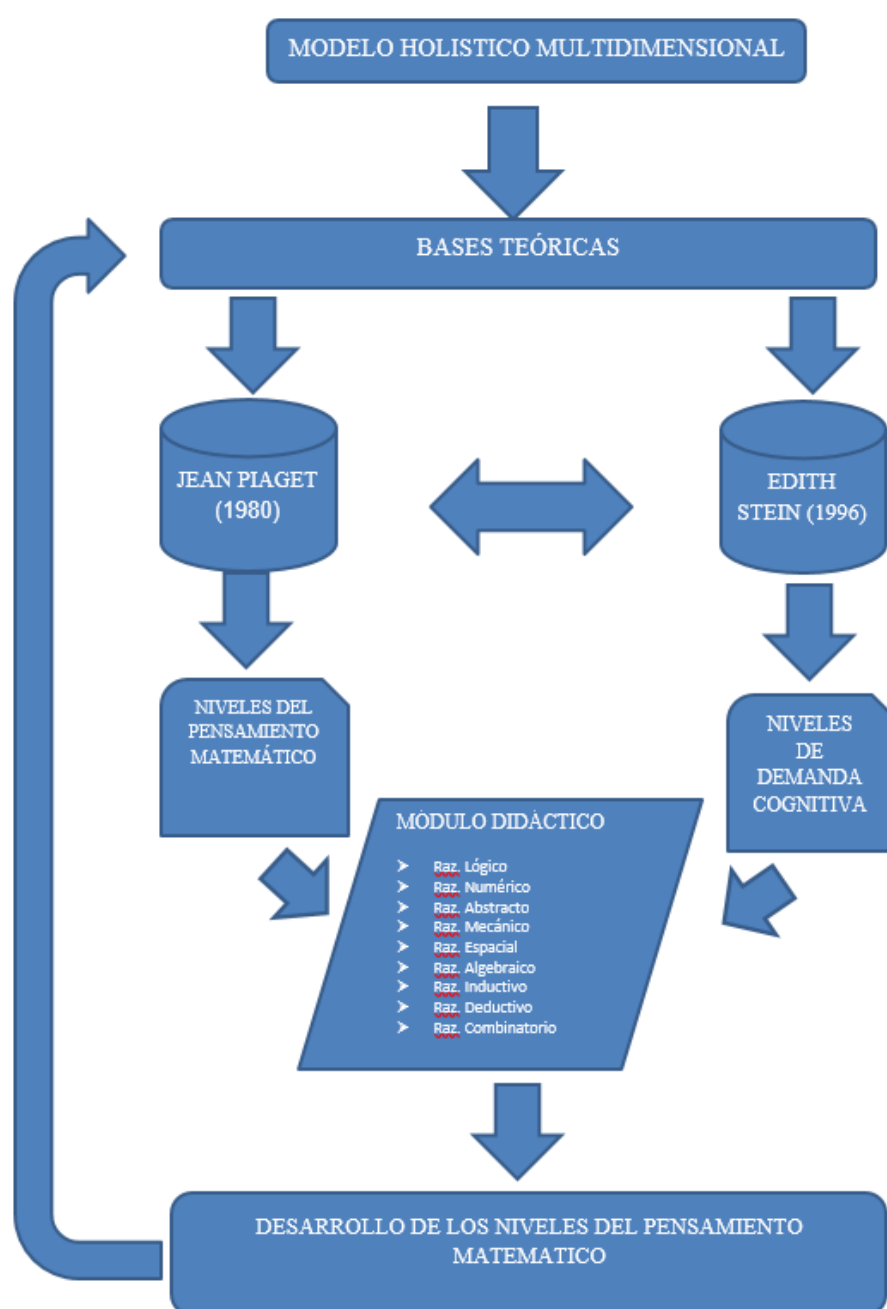 MODELO HOLISTICO MULTIDIMENSIONAL
BASES TEÓRICAS
JEAN PIAGET
(1980)
EDITH
STEIN (1996)
NIVELES DEL
PENSAMIENTO
MATEMÁTICO
NIVELES
DE
DEMANDA
COGNITIVA
MÓDULO DIDÀCTICO
➤ Raz. Lógico
➤ Raz. Numérico
➤ Raz. Abstracto
➤ Raz. Mecánico
➤ Raz. Espacial
➤ Raz. Algebraico
➤ Raz. Inductivo
➤ Raz. Deductivo
➤ Raz. Combinatorio
DESARROLLO DE LOS NIVELES DEL PENSAMIENTO
MATEMATICO